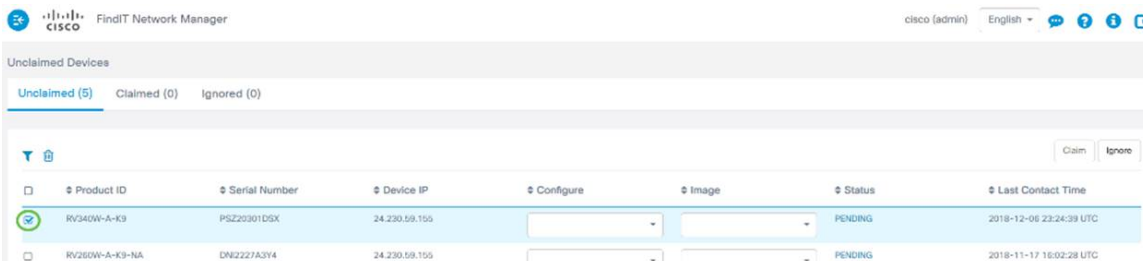 CISCO FindIT Network Manager cisco (admin) English
Unclaimed Devices
Unclaimed (5) Claimed (0) Ignored (0)
Claim Ignore
Product ID Serial Number Device IP Configure Image Status Last Contact Time
RV340W-A-K9 PSZ20301DSX 24.230.59.155 PENDING 2018-12-06 23:24:39 UTC
RV260W-A-K9-NA DNI2227A3Y4 24.230.59.155 PENDING 2018-11-17 16:02:28 UTC